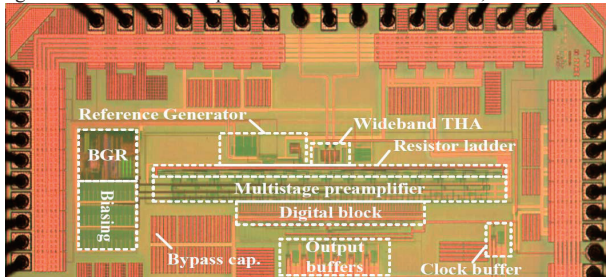 Reference Generator
Wideband THA
Resistor ladder
BGR
Multistage preamplifier
Biasing
Digital block
Bypass cap.
Output
buffers
Clock buffer